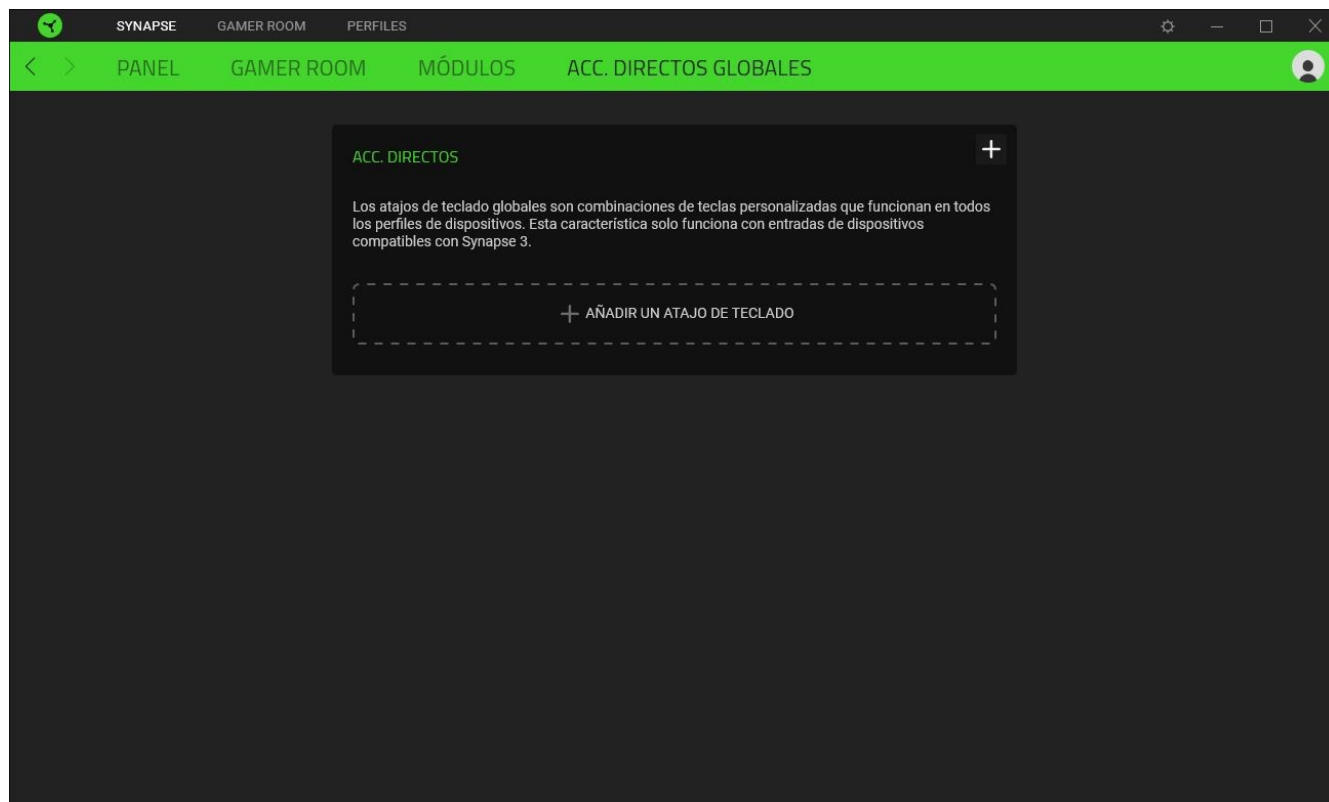 SYNAPSE GAMER ROOM PERFILES
PANEL GAMER ROOM MÓDULOS ACC. DIRECTOS GLOBALES
ACC. DIRECTOS
Los atajos de teclado globales son combinaciones de teclas personalizadas que funcionan en todos
los perfiles de dispositivos. Esta característica solo funciona con entradas de dispositivos
compatibles con Synapse 3.
AÑADIR UN ATAJO DE TECLADO